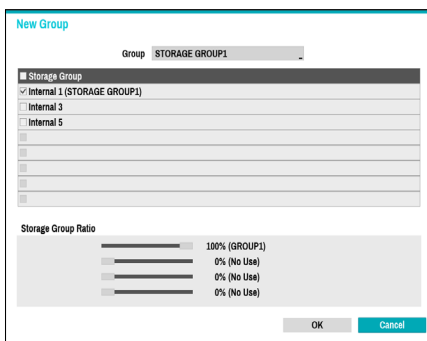 New Group
Group STORAGE GROUP1
Storage Group
Internal 1 (STORAGE GROUP1)
Internal 3
Internal 5
Storage Group Ratio
100% (GROUP1)
0% (No Use)
0% (No Use)
0% (No Use)
OK Cancel